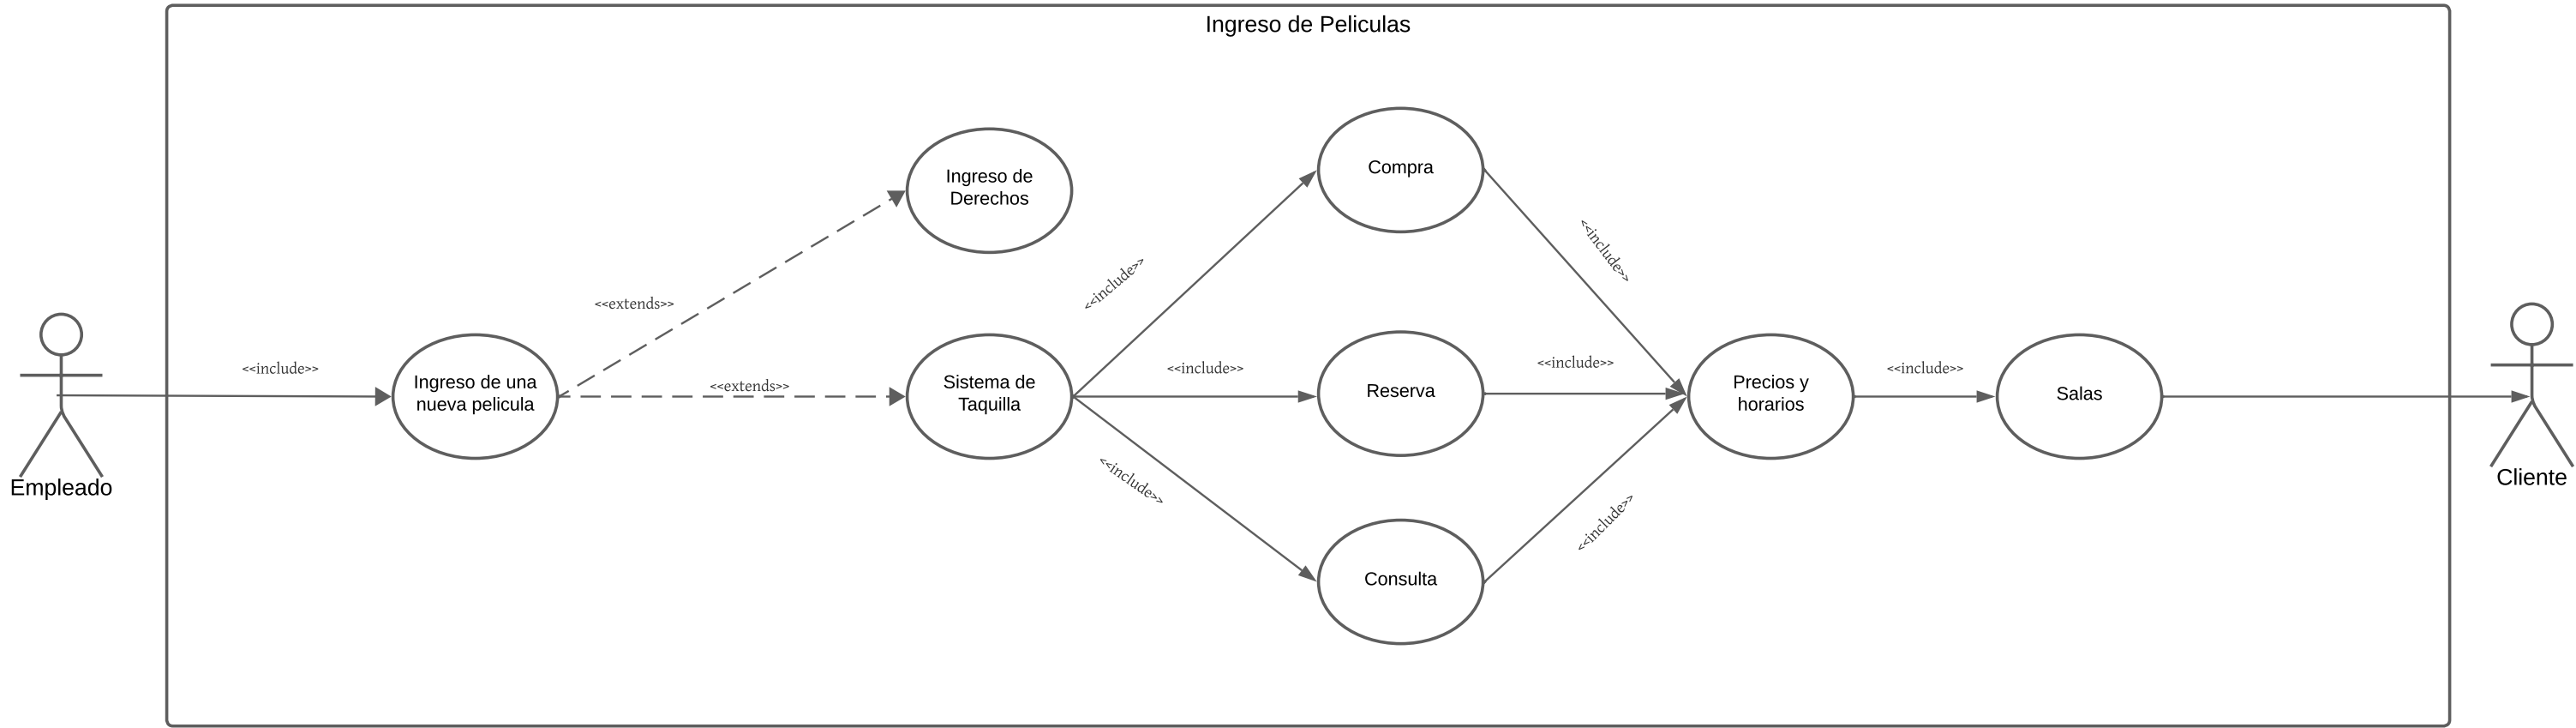 Ingreso de Peliculas
Empleado
<<include>>
Ingreso de una
nueva pelicula
<<extends>>
<<extends>>
Ingreso de
Derechos
Sistema de
Taquilla
<<include>>
<<include>>
<<include>>
Compra
Reserva
Consulta
<<include>>
<<include>>
<<include>>
Precios y
horarios
<<include>>
Salas
Cliente